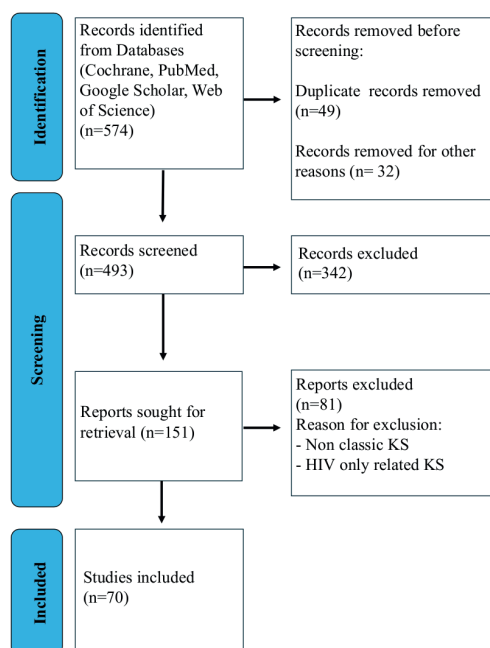 Identification
Records identified
from Databases
(Cochrane, PubMed,
Google Scholar, Web
of Science)
(n=574)
Records removed before
screening:
Duplicate records removed
(n=49)
Records removed for other
reasons (n= 32)
Screening
Records screened
(n=493)
Records excluded
(n=342)
Reports sought for
retrieval (n=151)
Reports excluded
(n=81)
Reason for exclusion:
- Non classic KS
- HIV only related KS
Included
Studies included
(n=70)